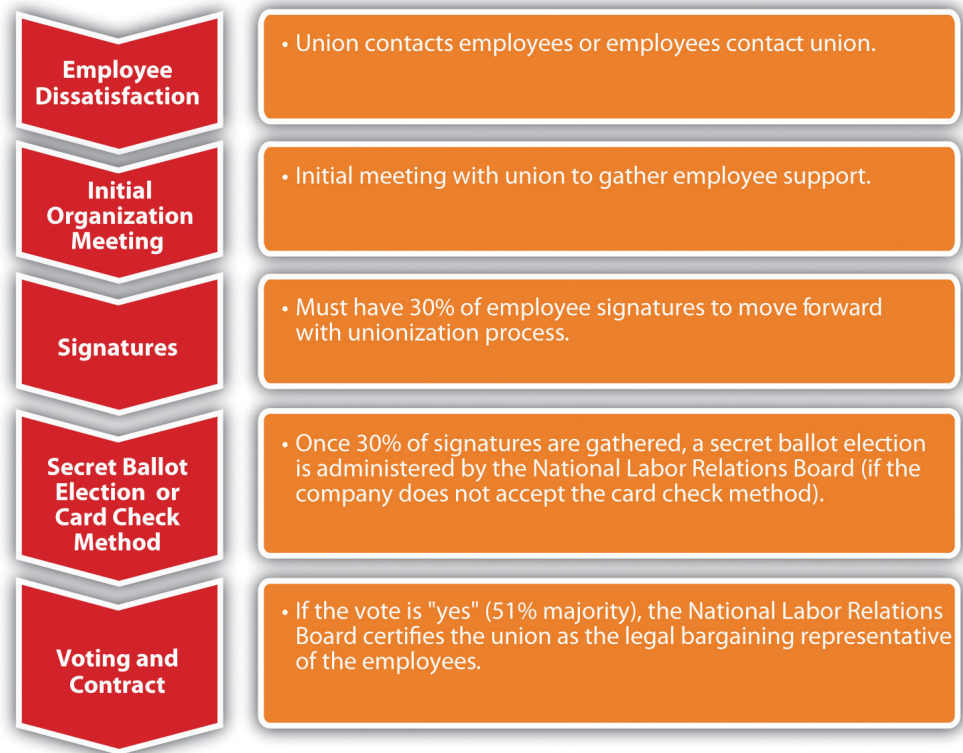 Employee
Dissatisfaction
• Union contacts employees or employees contact union.
Initial
Organization
Meeting
• Initial meeting with union to gather employee support.
Signatures
• Must have 30% of employee signatures to move forward
with unionization process.
Secret Ballot
Election or
Card Check
Method
• Once 30% of signatures are gathered, a secret ballot election
is administered by the National Labor Relations Board (if the
company does not accept the card check method).
Voting and
Contract
• If the vote is "yes" (51% majority), the National Labor Relations
Board certifies the union as the legal bargaining representative
of the employees.